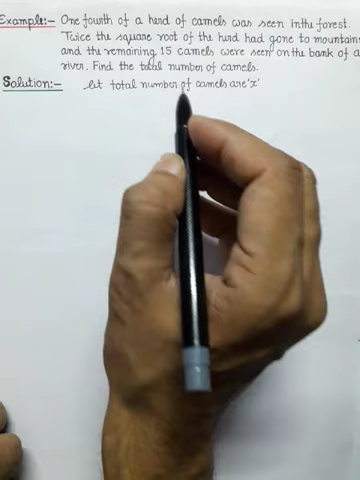 Example:- One fourth of a herd of camels was seen in the forest.
Twice the square root of the herd had gone to mountains
and the remaining 15 camels were seen on the bank of a
river. Find the total number of camels.
Solution:- let total number of camels are 'x'